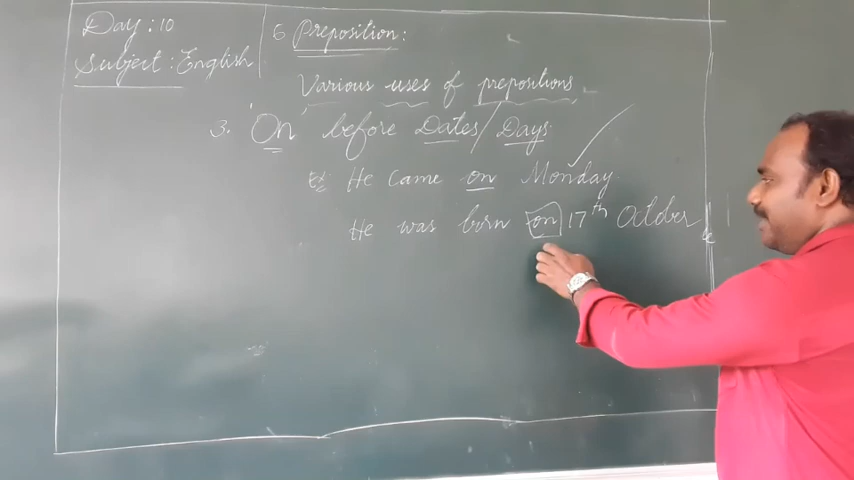 Day: 10
Subject: English
6 Preposition:
Various uses of prepositions
3. 'On' before Dates/Days
Ex: He came on Monday
He was born on 17th October